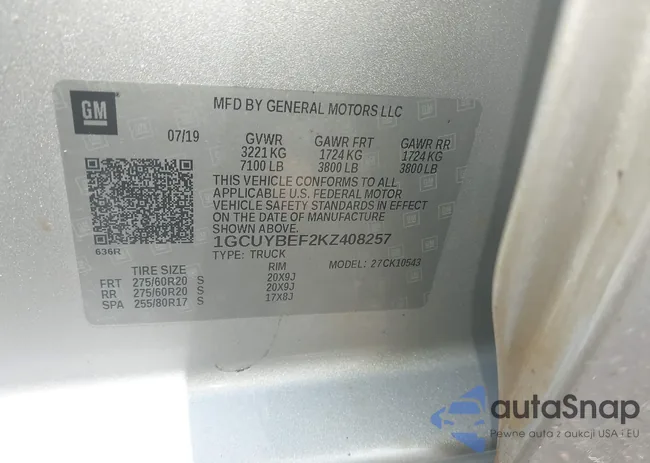 GM
MFD BY GENERAL MOTORS LLC
07/19 GVWR GAWR FRT GAWR RR
3221 KG 1724 KG 1724 KG
7100 LB 3800 LB 3800 LB
THIS VEHICLE CONFORMS TO ALL
APPLICABLE U.S. FEDERAL MOTOR
VEHICLE SAFETY STANDARDS IN EFFECT
ON THE DATE OF MANUFACTURE
SHOWN ABOVE.
636R
1GCUYBEF2KZ408257
TYPE: TRUCK MODEL: 27CK10543
TIRE SIZE RIM
FRT 275/60R20 S 20X9J
RR 275/60R20 S 20X9J
SPA 255/80R17 S 17X8J
autoSnap
Pewne auta z aukcji USA - EU